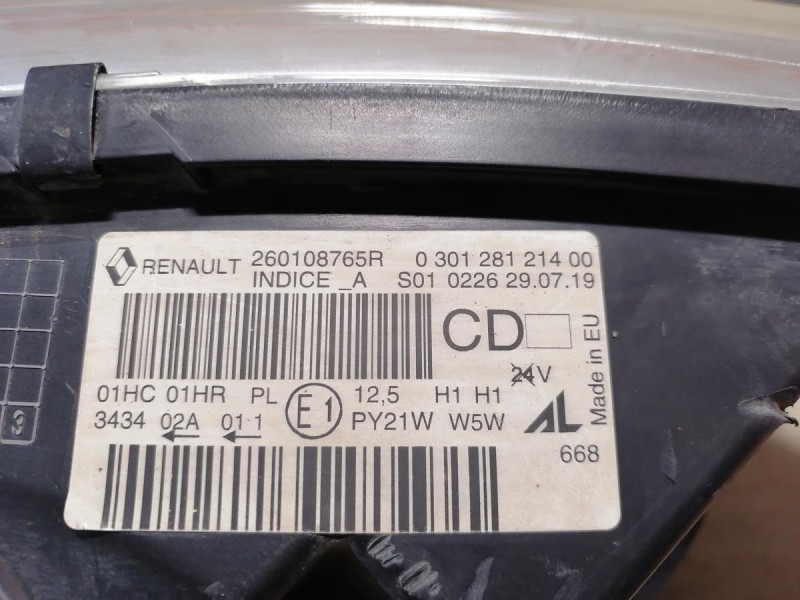 RENAULT 260108765R 0 301 281 214 00
INDICE _A S01 0226 29.07.19
CD
24V
Made in EU
01HC 01HR PL E1 12,5 H1 H1
3434 02A 01 1 PY21W W5W AL
668